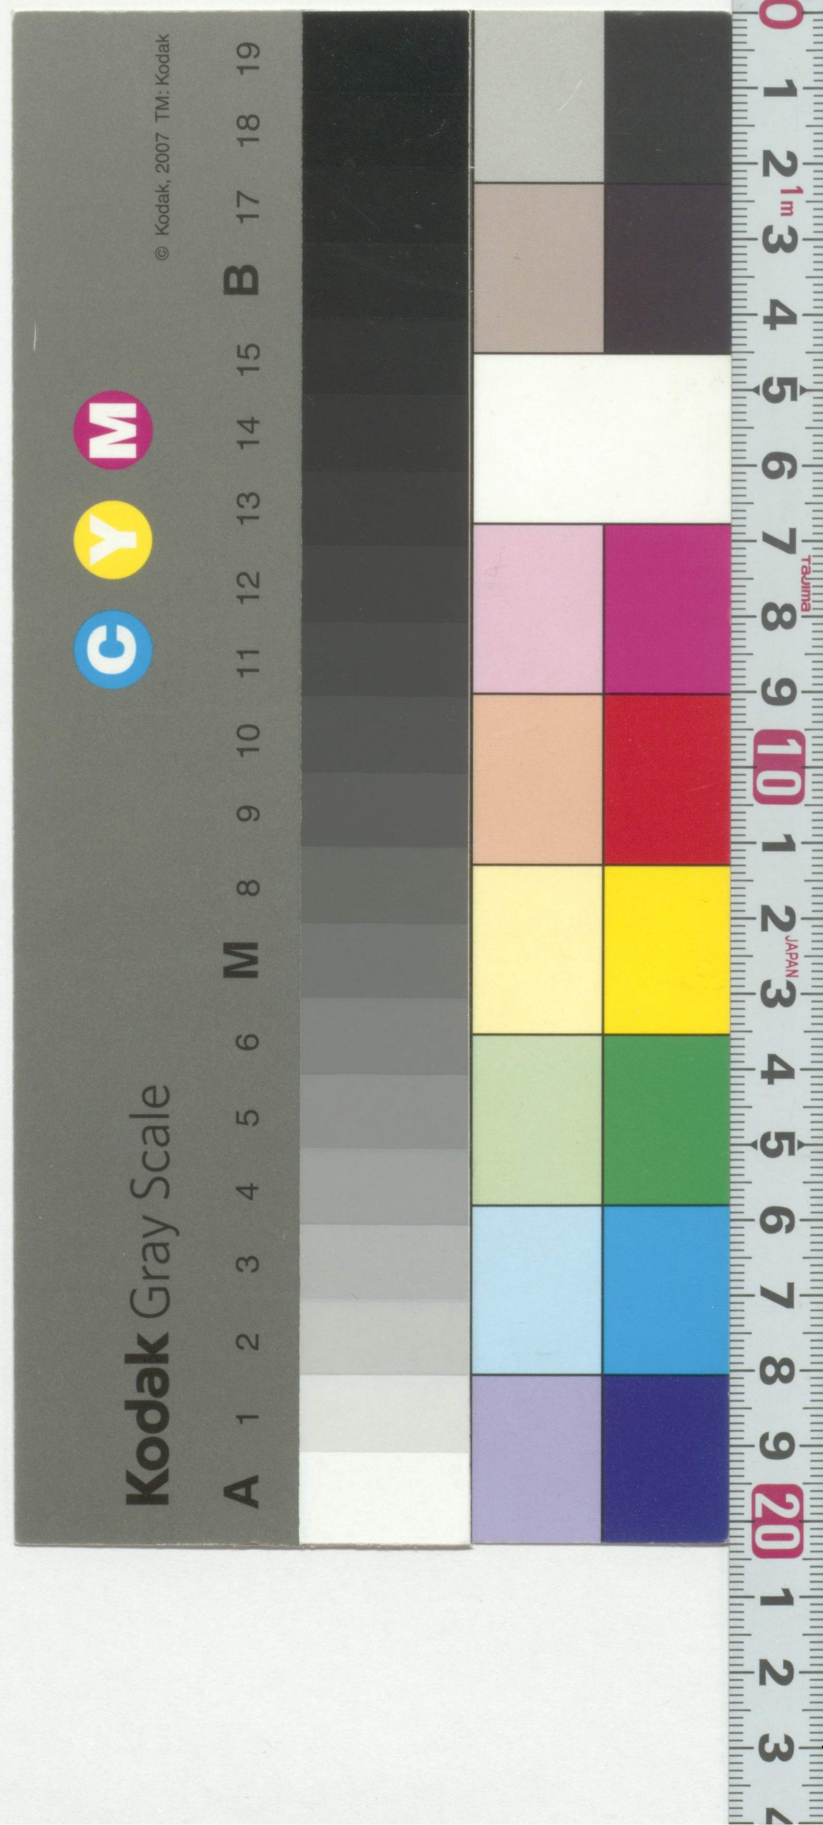 Kodak Gray Scale
C Y M
© Kodak, 2007 TM: Kodak
A 1 2 3 4 5 6 M 8 9 10 11 12 13 14 15 B 17 18 19
0 1 2 3 4 5 6 7 8 9 10 1 2 3 4 5 6 7 8 9 20 1 2 3 4
1m
Tajima
JAPAN